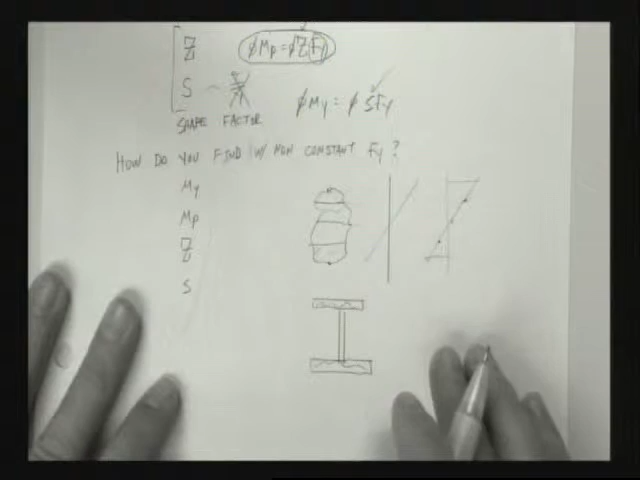 Z φMp = φZFy
S
φMy = φSFy
SHAPE FACTOR
HOW DO YOU FIND W/ NON CONSTANT Fy?
My
Mp
Z
S